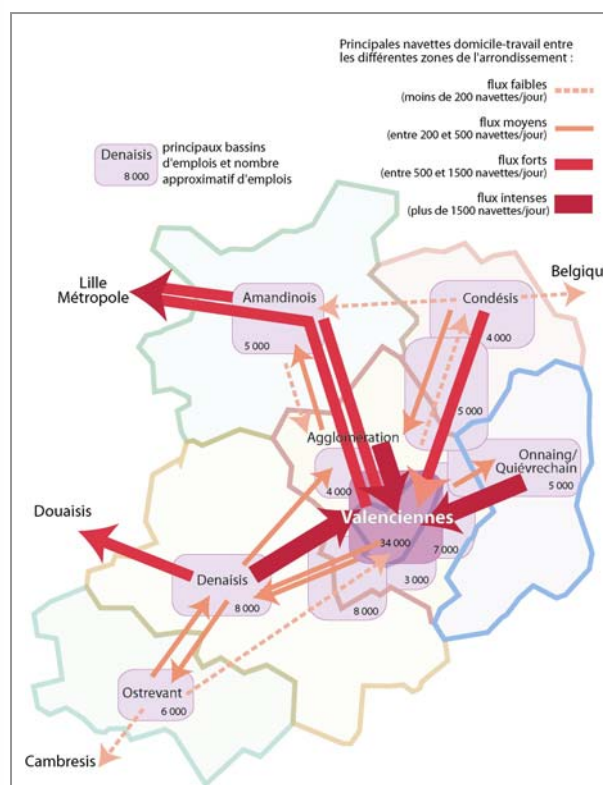 Principales navettes domicile-travail entre
les différentes zones de l'arrondissement :
flux faibles
(moins de 200 navettes/jour)
flux moyens
(entre 200 et 500 navettes/jour)
flux forts
(entre 500 et 1500 navettes/jour)
flux intenses
(plus de 1500 navettes/jour)
Denaisis
8 000
principaux bassins
d'emplois et nombre
approximatif d'emplois
Belgique
Lille
Métropole
Amandinois
5 000
Condésis
4 000
5 000
Agglomération
4 000
Onnaing/
Quiévrechain
5 000
Valenciennes
34 000
7 000
3 000
8 000
Douaisis
Denaisis
8 000
Ostrevant
6 000
Cambresis